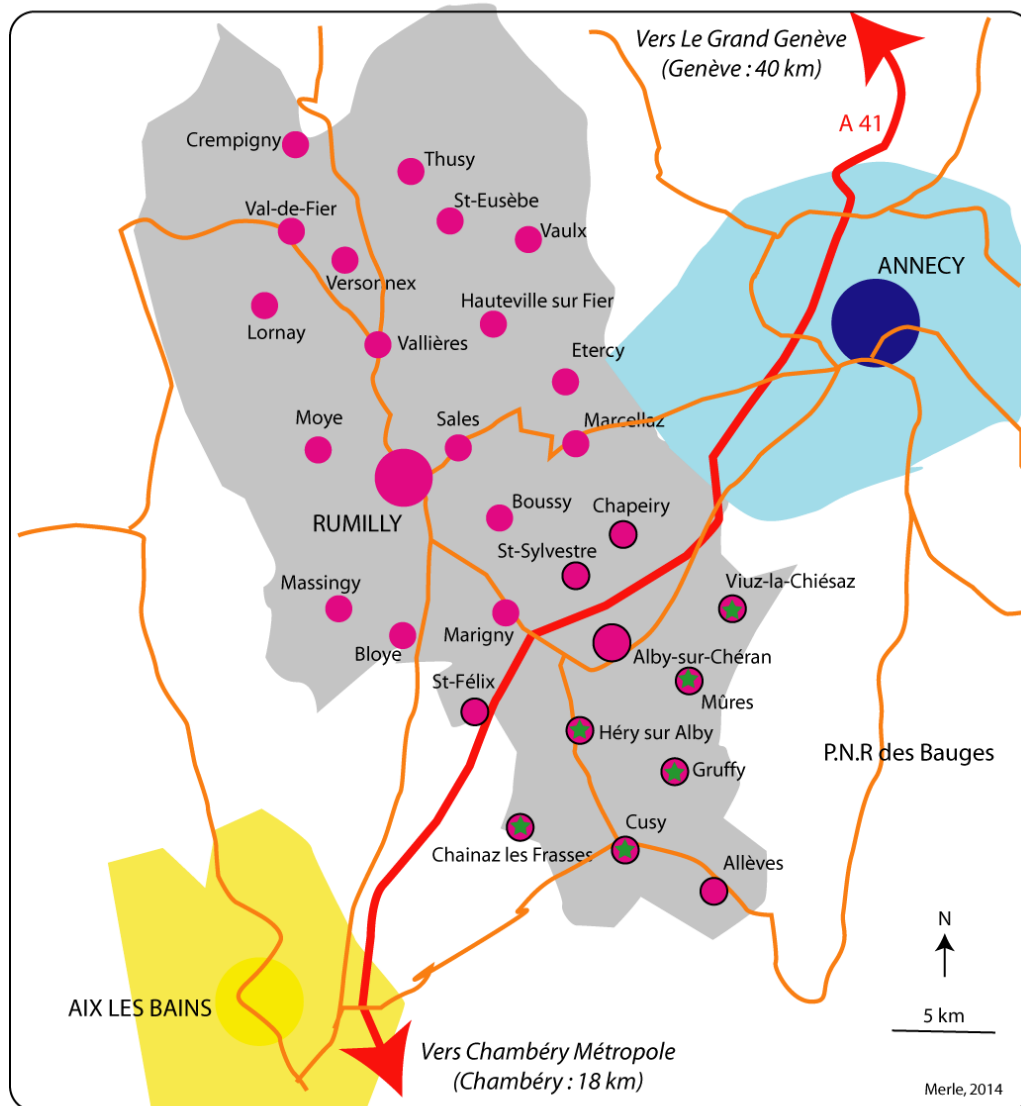 Vers Le Grand Genève
(Genève : 40 km)
A 41
Crempigny
Thusy
St-Eusèbe
Val-de-Fier
Vaulx
Versonnex
ANNECY
Hauteville sur Fier
Lornay
Vallières
Etercy
Moye
Sales
Marcellaz
RUMILLY
Boussy
Chapeiry
St-Sylvestre
Massingy
Viuz-la-Chiésaz
Marigny
Bloye
Alby-sur-Chéran
St-Félix
Mûres
Héry sur Alby
P.N.R des Bauges
Gruffy
Cusy
Chainaz les Frasses
Allèves
N
AIX LES BAINS
5 km
Vers Chambéry Métropole
(Chambéry : 18 km)
Merle, 2014